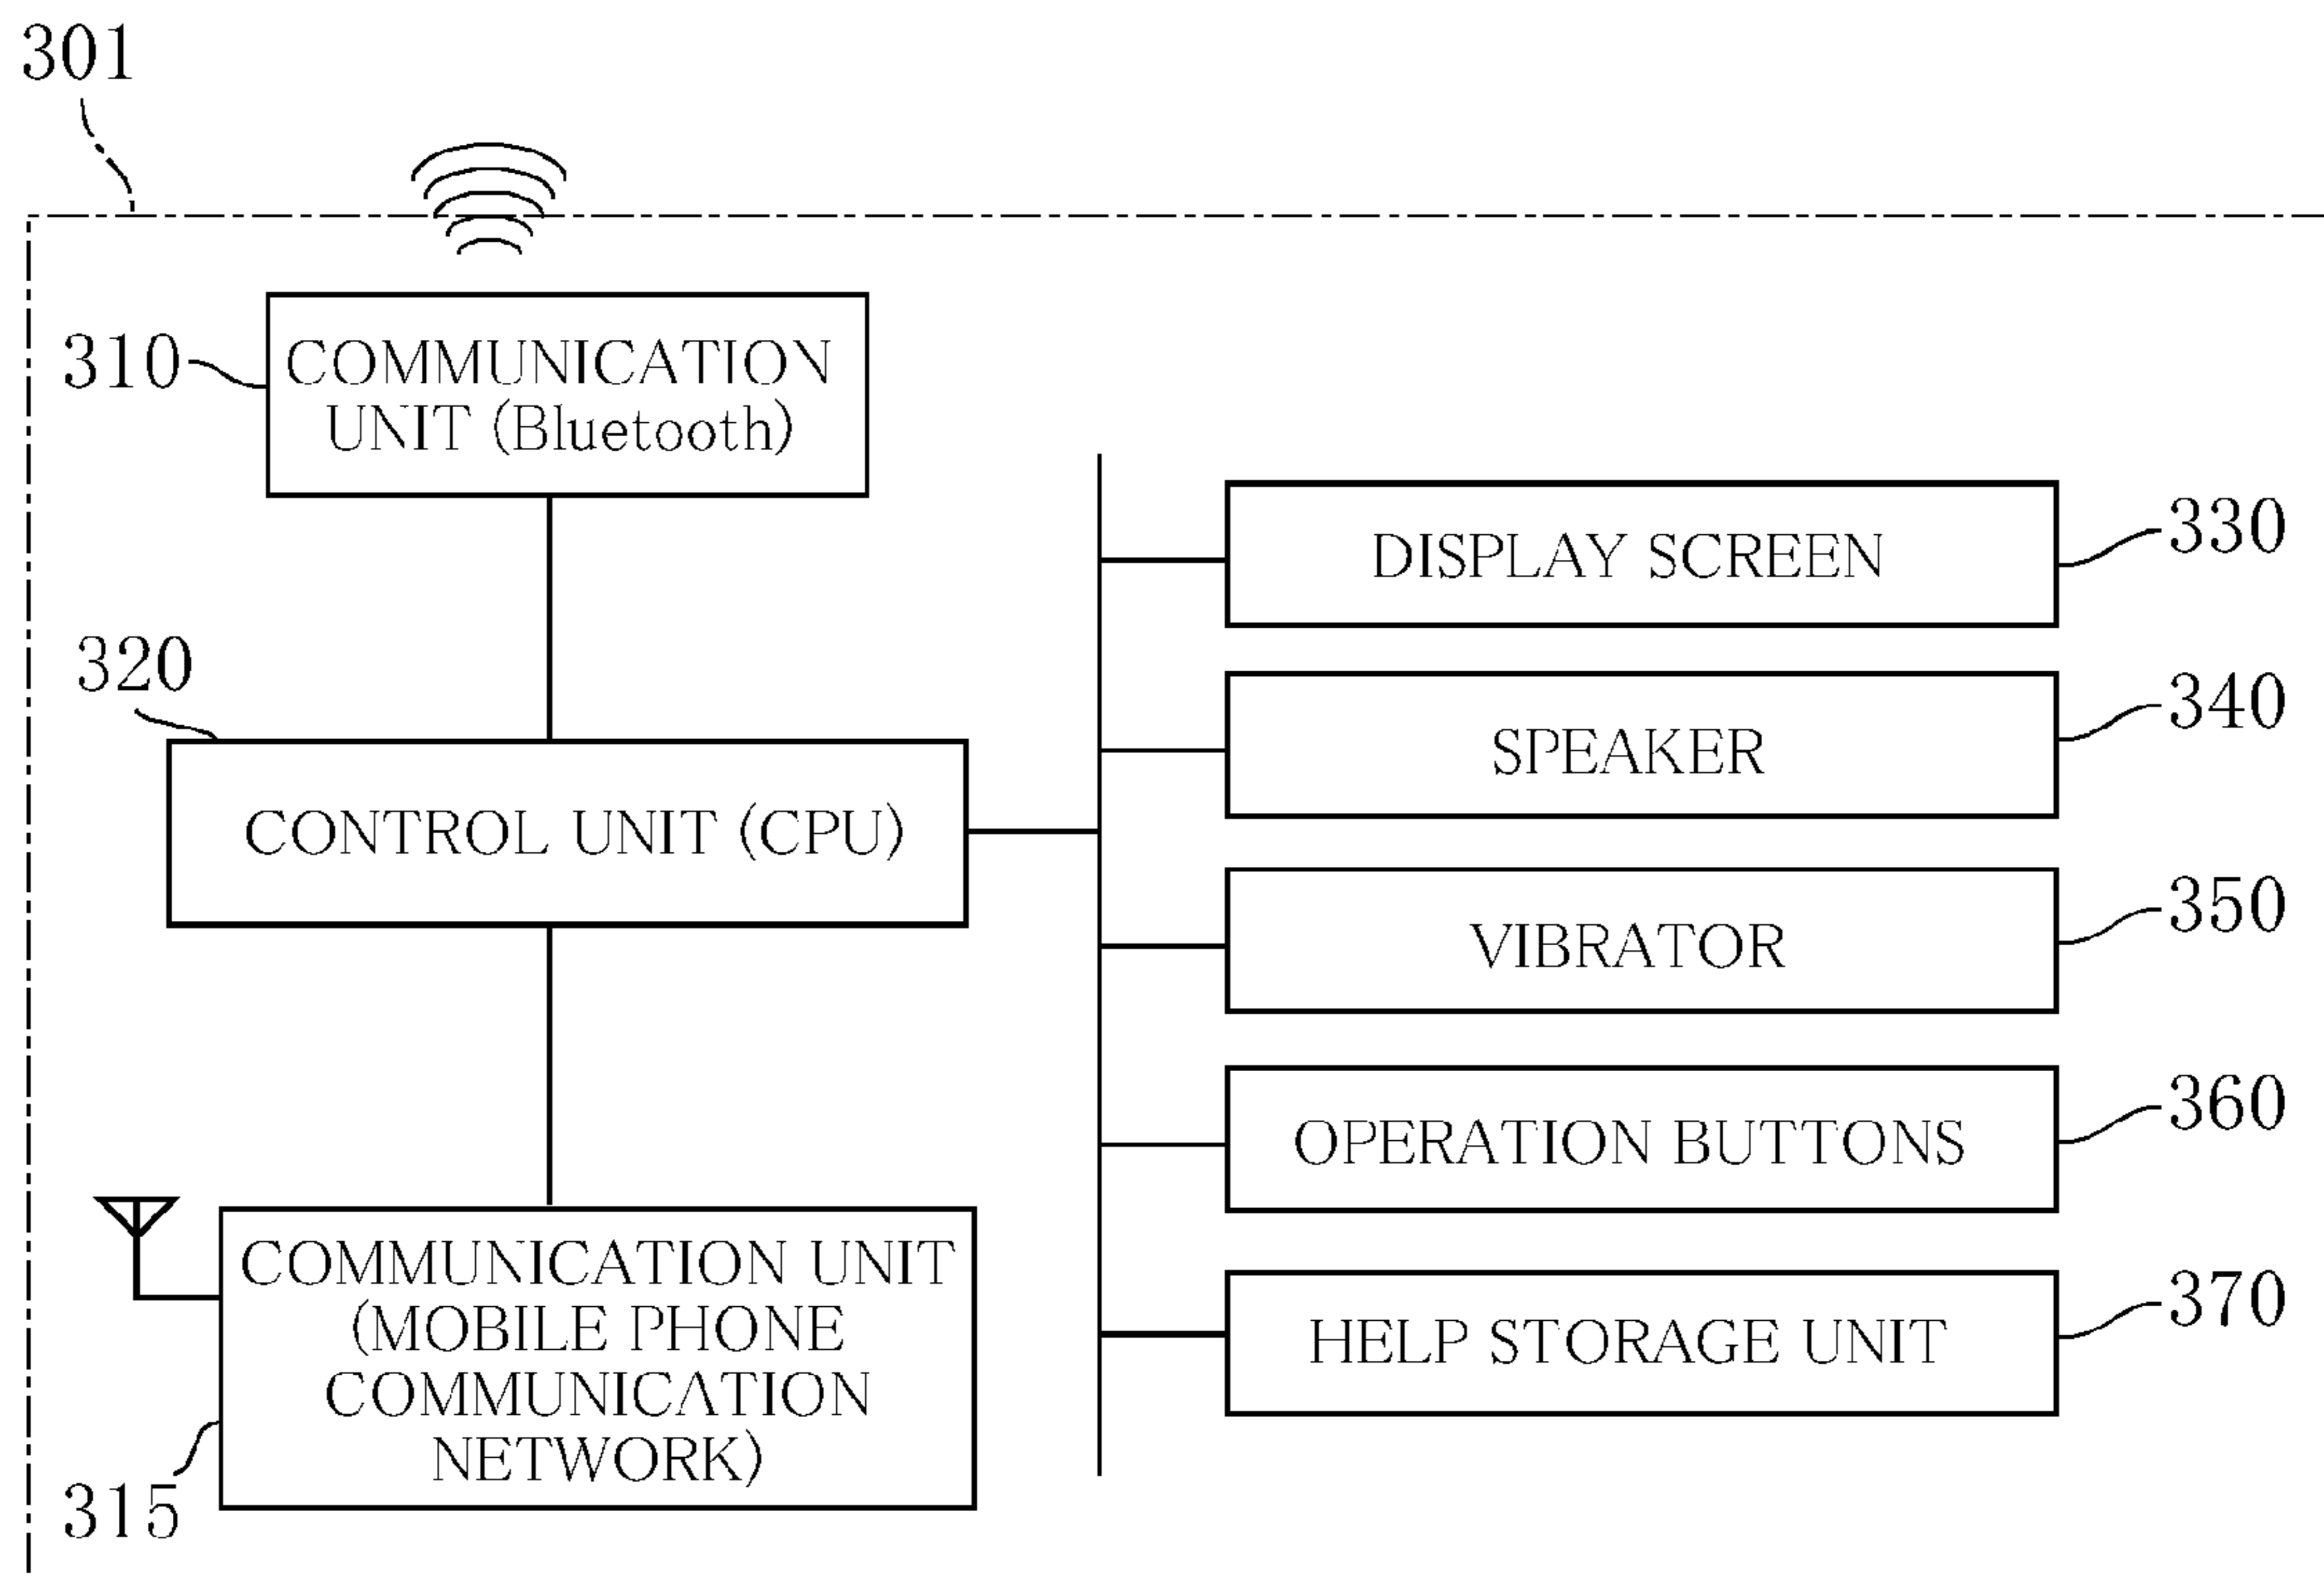 301
310
COMMUNICATION
UNIT (Bluetooth)
320
CONTROL UNIT (CPU)
COMMUNICATION UNIT
(MOBILE PHONE
COMMUNICATION
NETWORK)
315
DISPLAY SCREEN
330
SPEAKER
340
VIBRATOR
350
OPERATION BUTTONS
360
HELP STORAGE UNIT
370